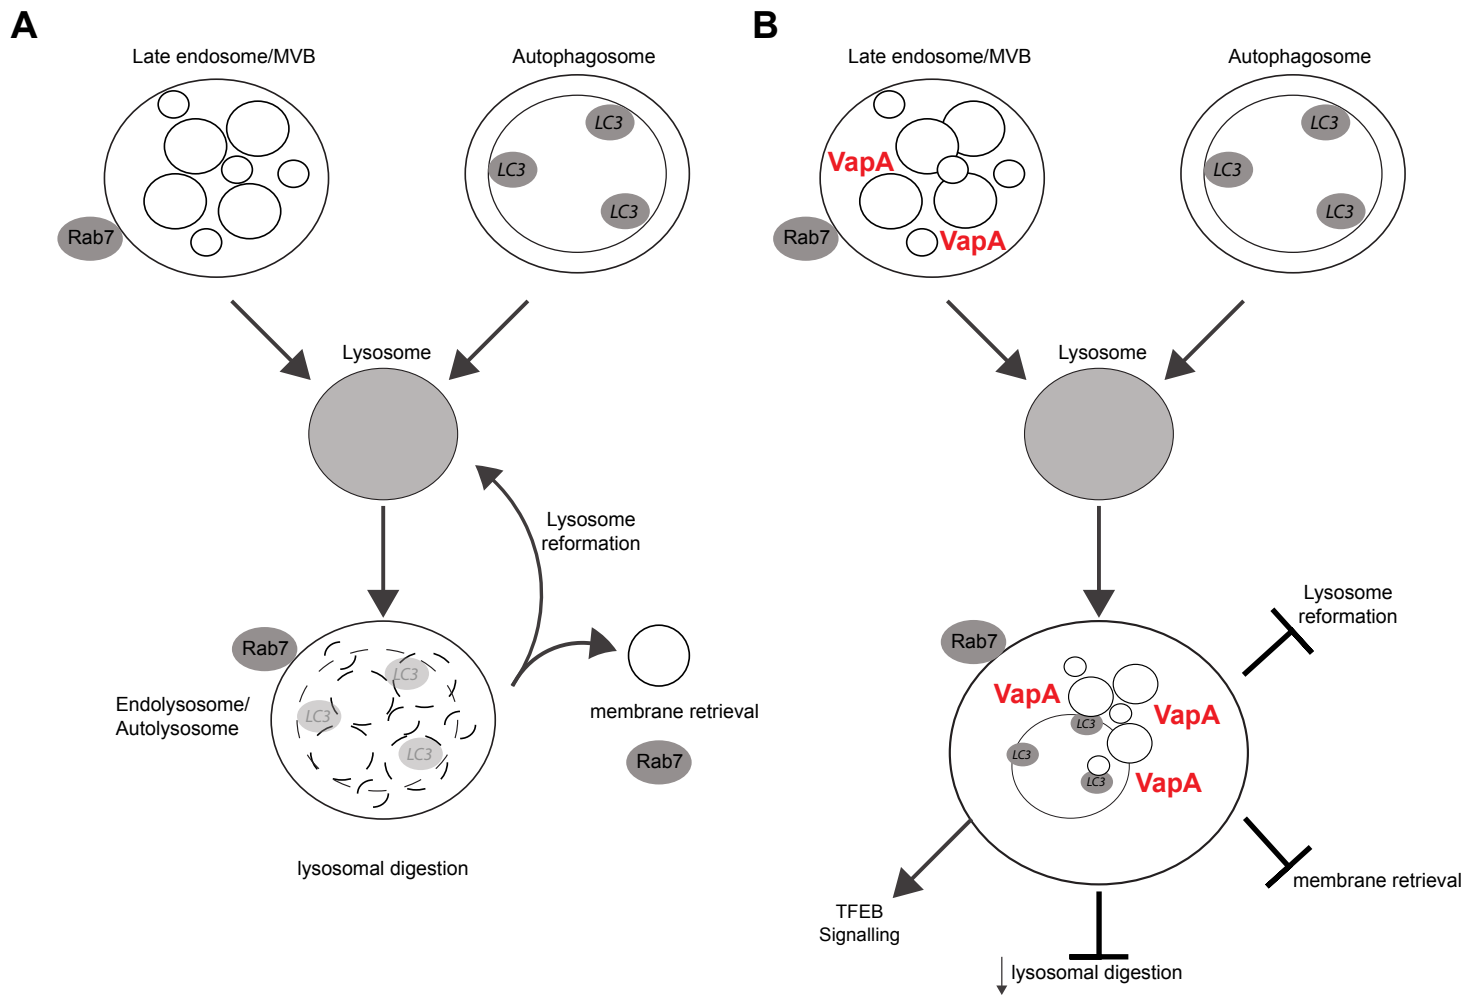 A
Late endosome/MVB
Autophagosome
LC3
LC3
LC3
Rab7
Lysosome
Lysosome
reformation
Rab7
LC3
LC3
LC3
Endolysosome/
Autolysosome
membrane retrieval
Rab7
lysosomal digestion
B
Late endosome/MVB
Autophagosome
VapA
LC3
LC3
LC3
Rab7
VapA
Lysosome
Lysosome
reformation
Rab7
VapA
VapA
LC3
LC3
LC3
VapA
membrane retrieval
TFEB
Signalling
lysosomal digestion